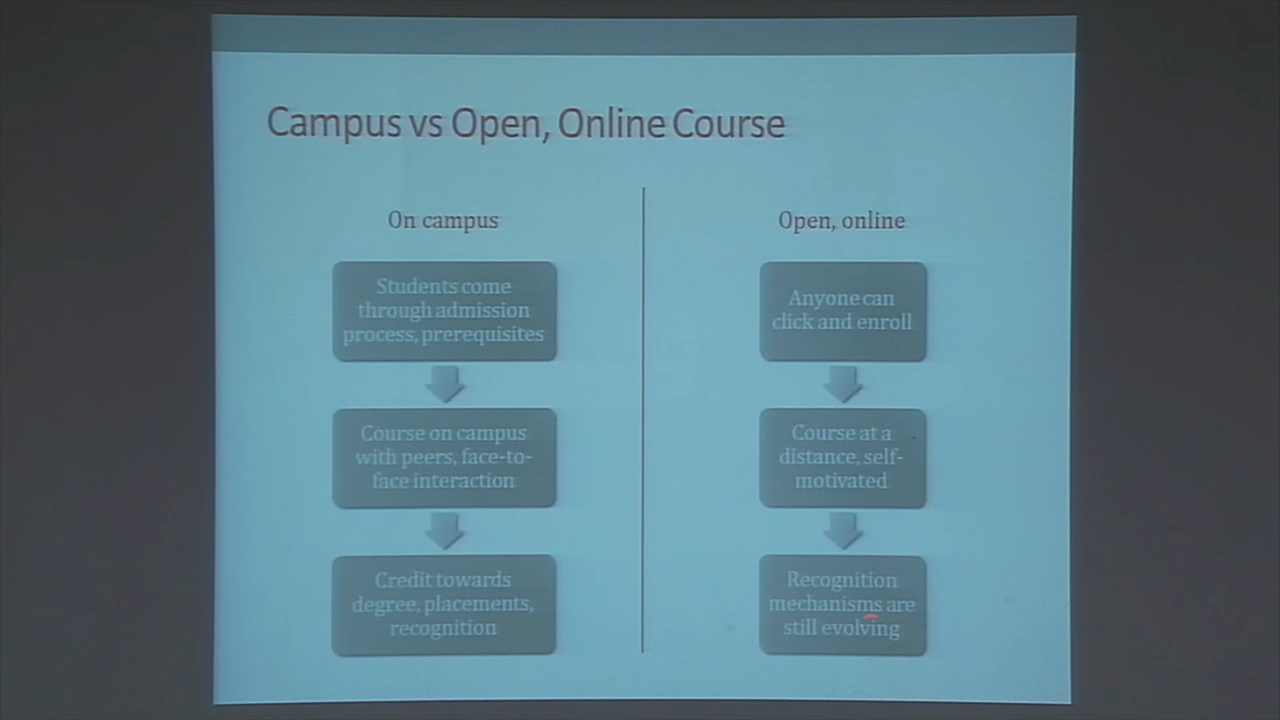 Campus vs Open, Online Course
On campus
Students come
through admission
process, prerequisites
Course on campus
with peers, face-to-
face interaction
Credit towards
degree, placements,
recognition
Open, online
Anyone can
click and enroll
Course at a
distance, self-
motivated
Recognition
mechanisms are
still evolving